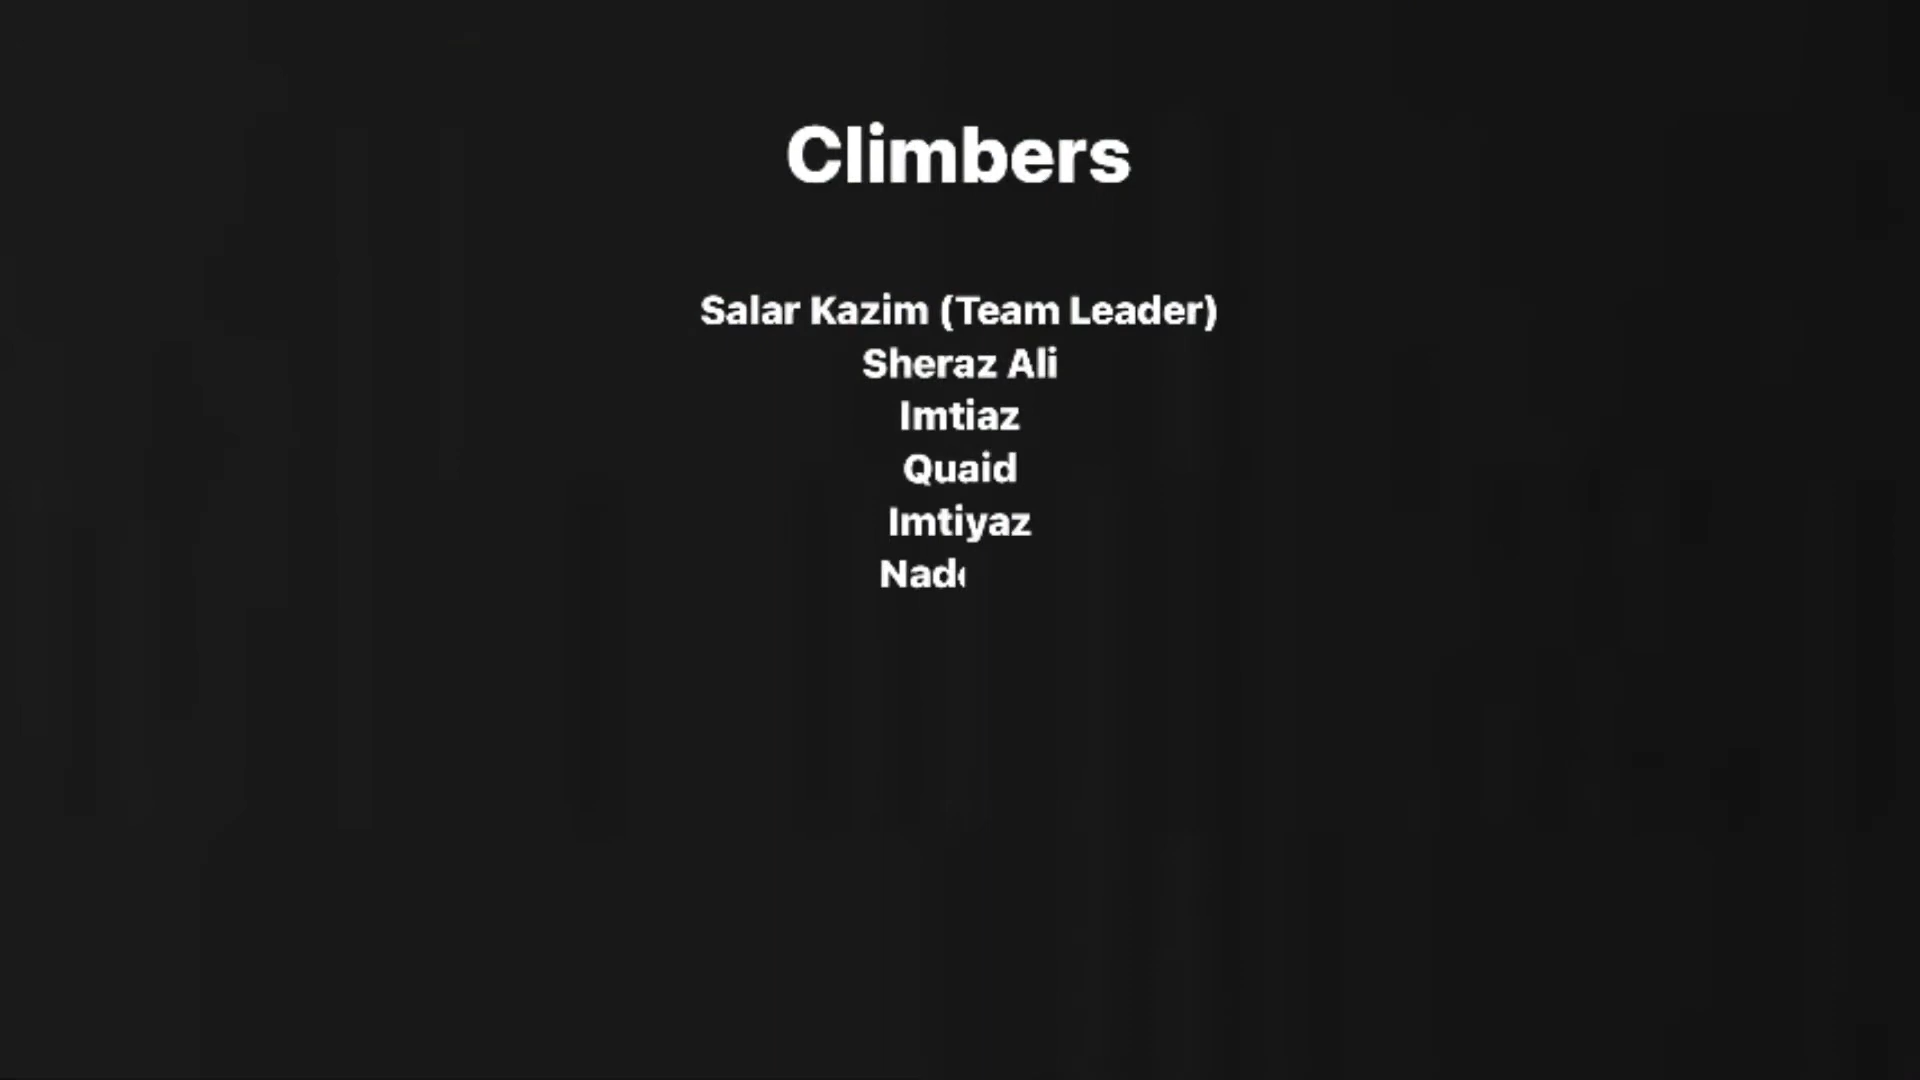 Climbers
Salar Kazim (Team Leader)
Sheraz Ali
Imtiaz
Quaid
Imtiyaz